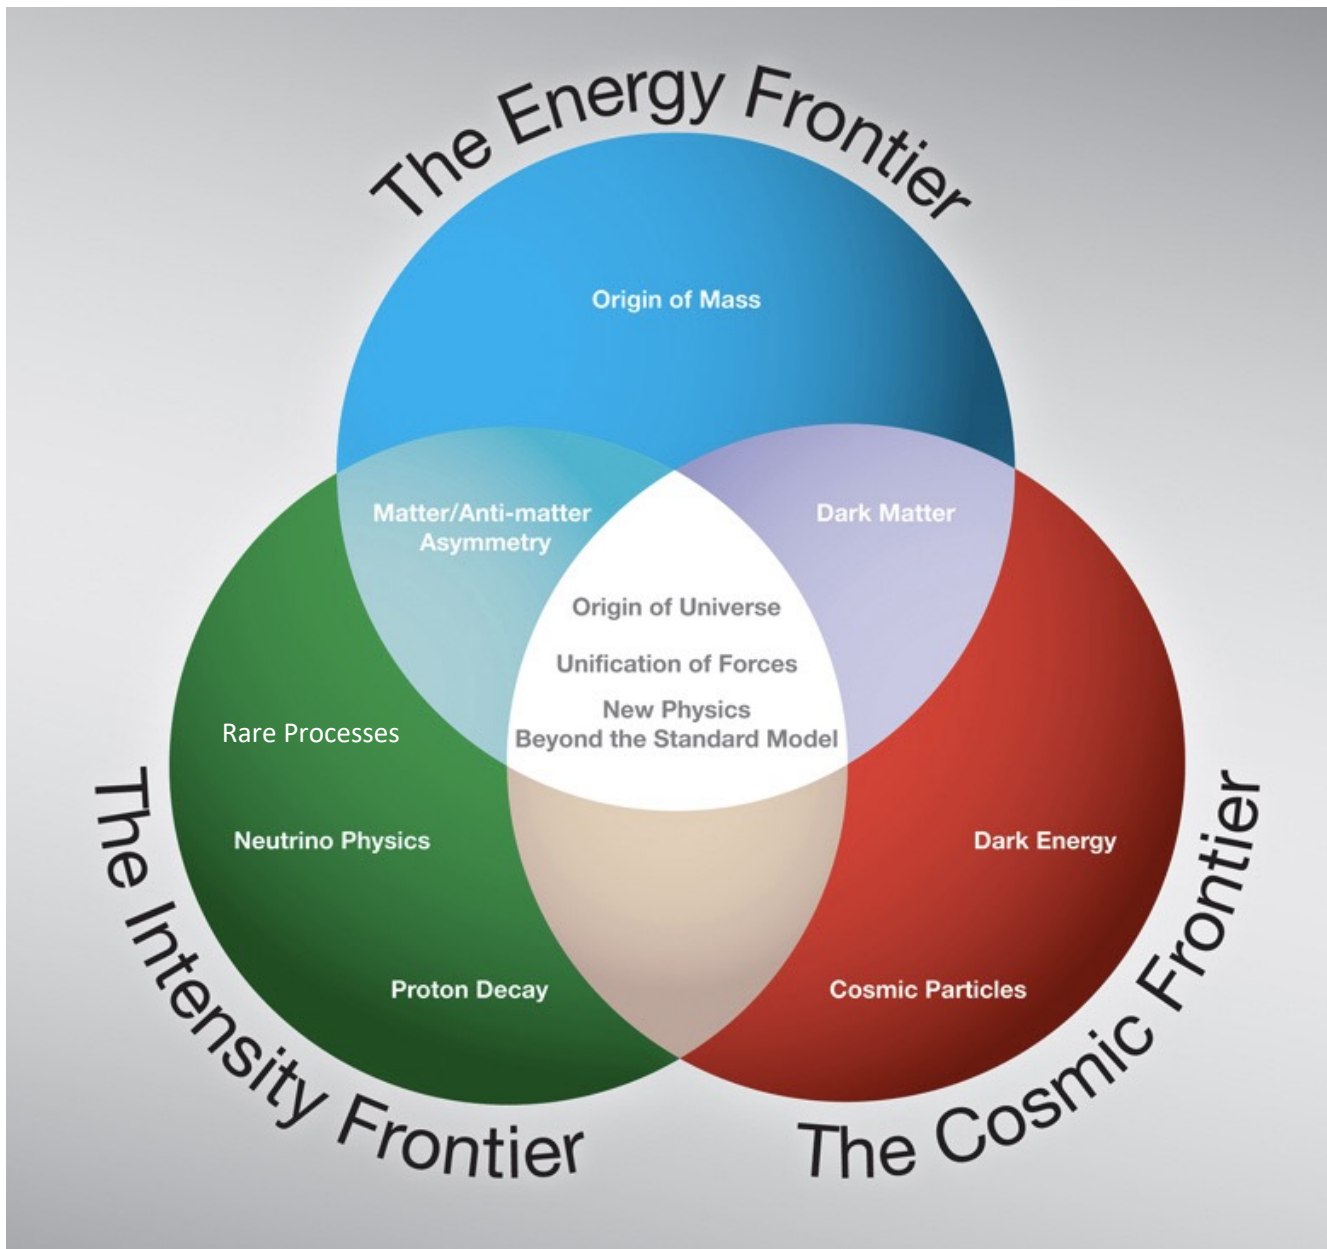 The Energy Frontier
Origin of Mass
Matter/Anti-matter
Asymmetry
Dark Matter
Origin of Universe
Unification of Forces
New Physics
Beyond the Standard Model
Rare Processes
Neutrino Physics
Proton Decay
Dark Energy
Cosmic Particles
The Intensity Frontier
The Cosmic Frontier